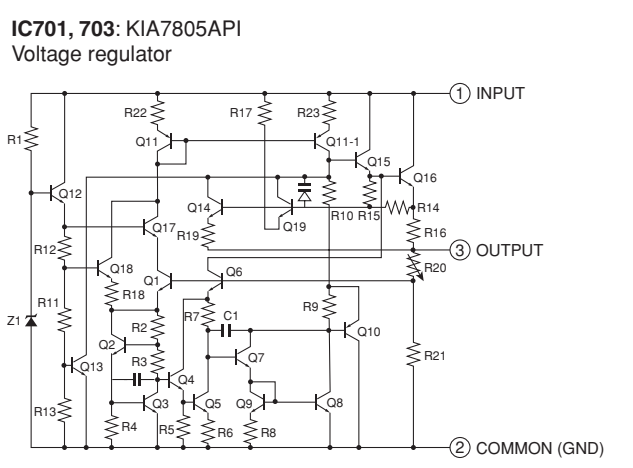 IC701, 703: KIA7805API
Voltage regulator
1 INPUT
R22 R17 R23
R1 Q11 Q11-1
Q15
Q16
Q12
Q14 R10 R15 R14
Q17 R19 Q19 R16
R12 3 OUTPUT
Q18 Q1 Q6 R20
R18
R11 R7 C1 R9
Z1 R2 Q10
Q2 Q7 R21
R3
Q13 Q4
Q3 Q5 Q9 Q8
R13 R4 R5 R6 R8
2 COMMON (GND)